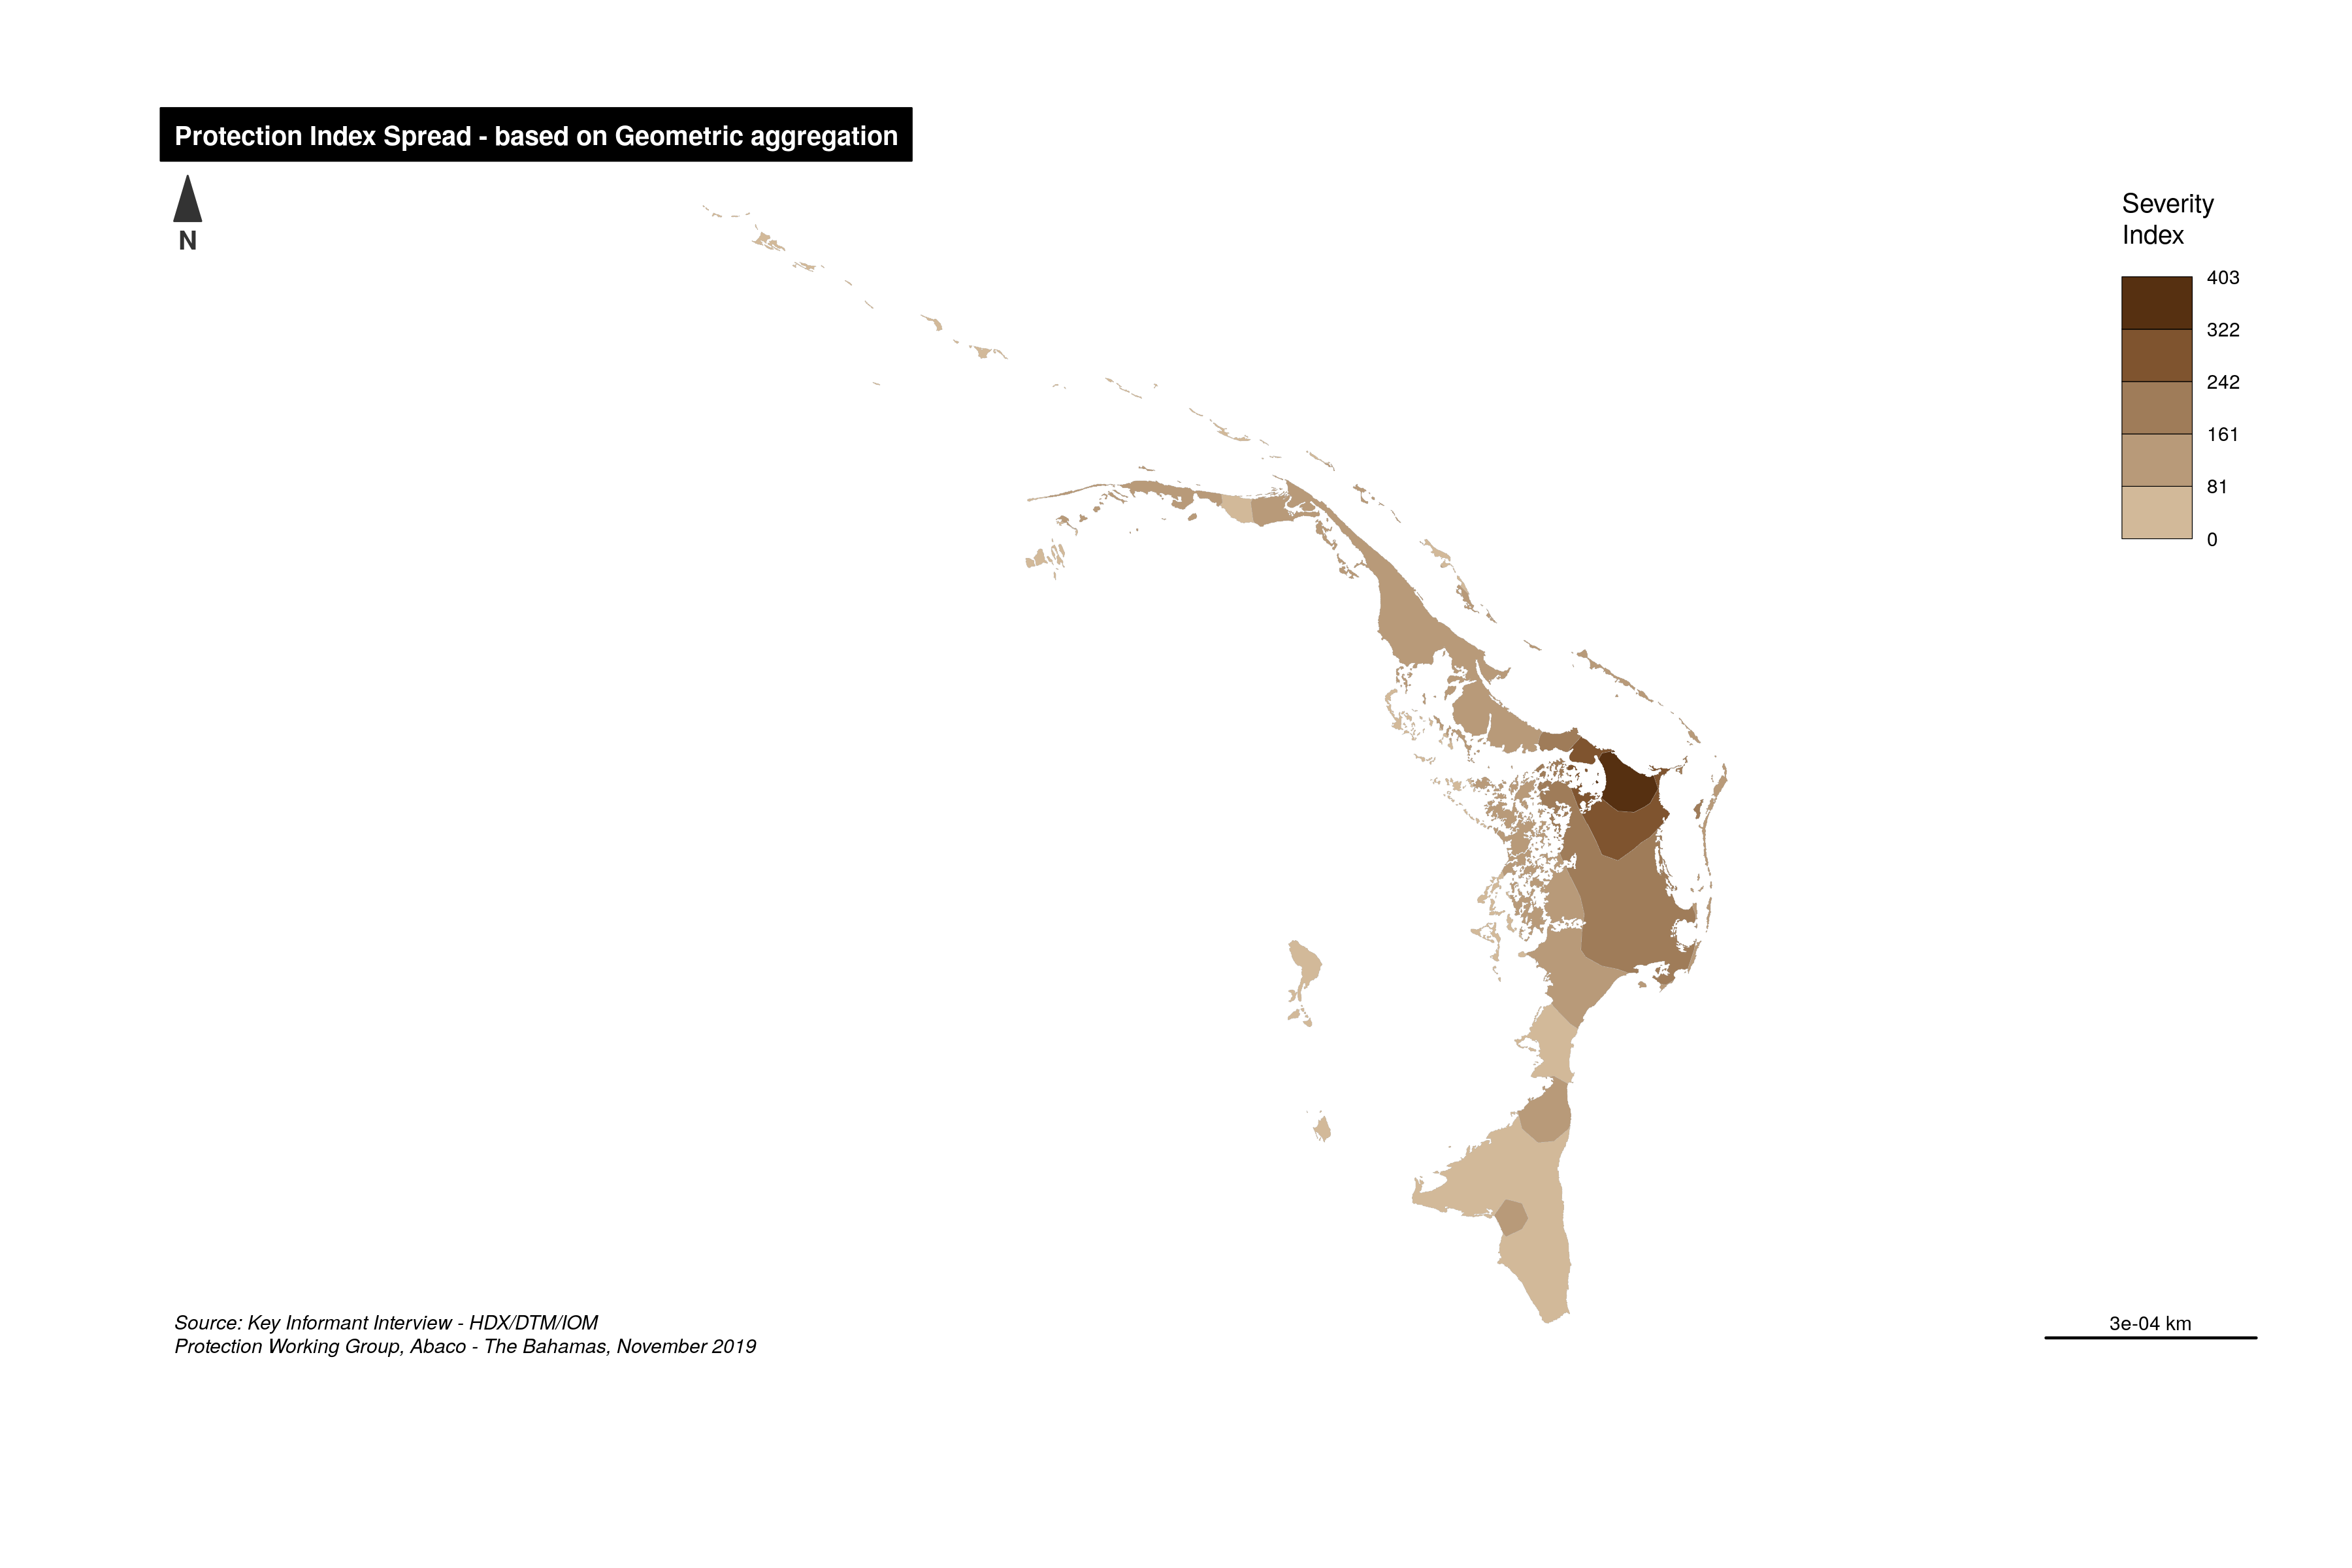 Protection Index Spread - based on Geometric aggregation
N
Severity
Index
403
322
242
161
81
0
Source: Key Informant Interview - HDX/DTM/IOM
Protection Working Group, Abaco - The Bahamas, November 2019
3e-04 km